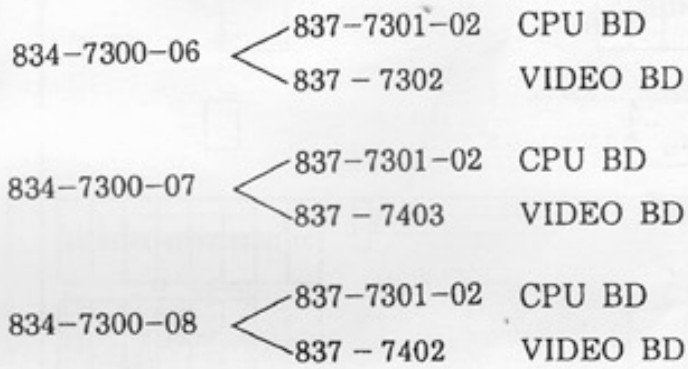 837-7301-02 CPU BD
834-7300-06
837 - 7302 VIDEO BD
837-7301-02 CPU BD
834-7300-07
837 - 7403 VIDEO BD
837-7301-02 CPU BD
834-7300-08
837 - 7402 VIDEO BD